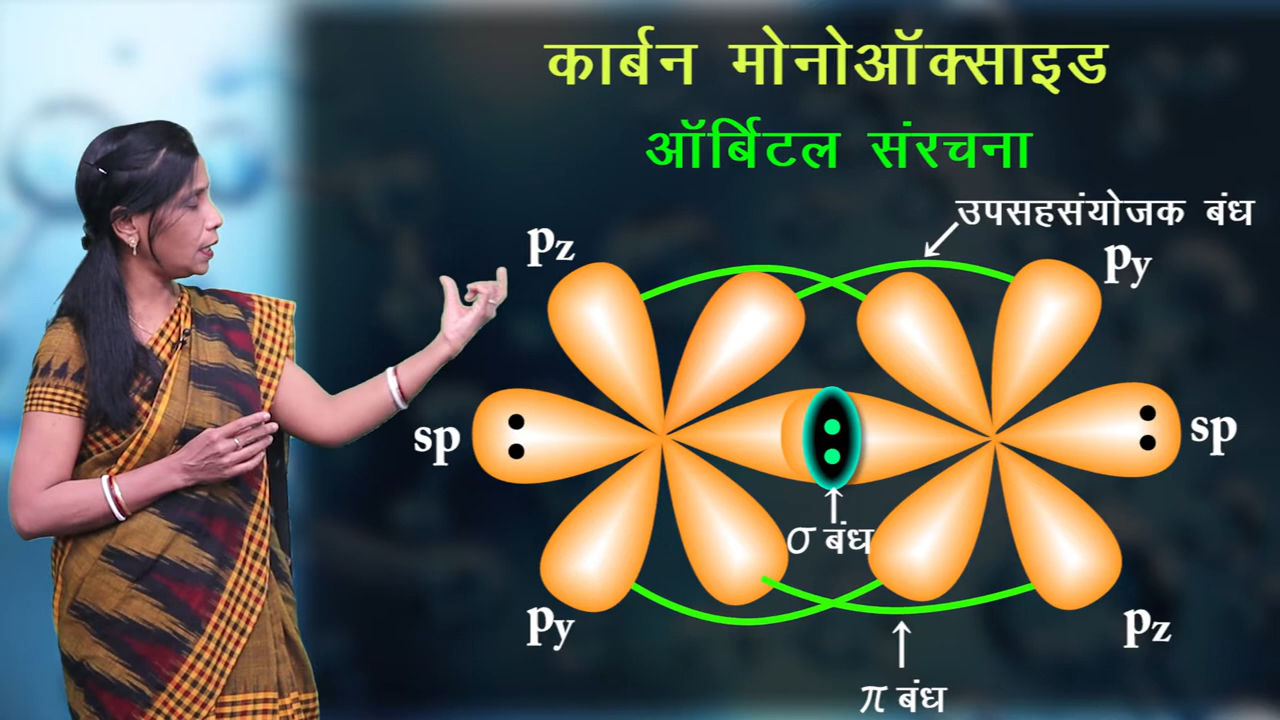 कार्बन मोनोऑक्साइड
ऑर्बिटल संरचना
उपसहसंयोजक बंध
pz
py
sp
sp
σ बंध
py
pz
π बंध